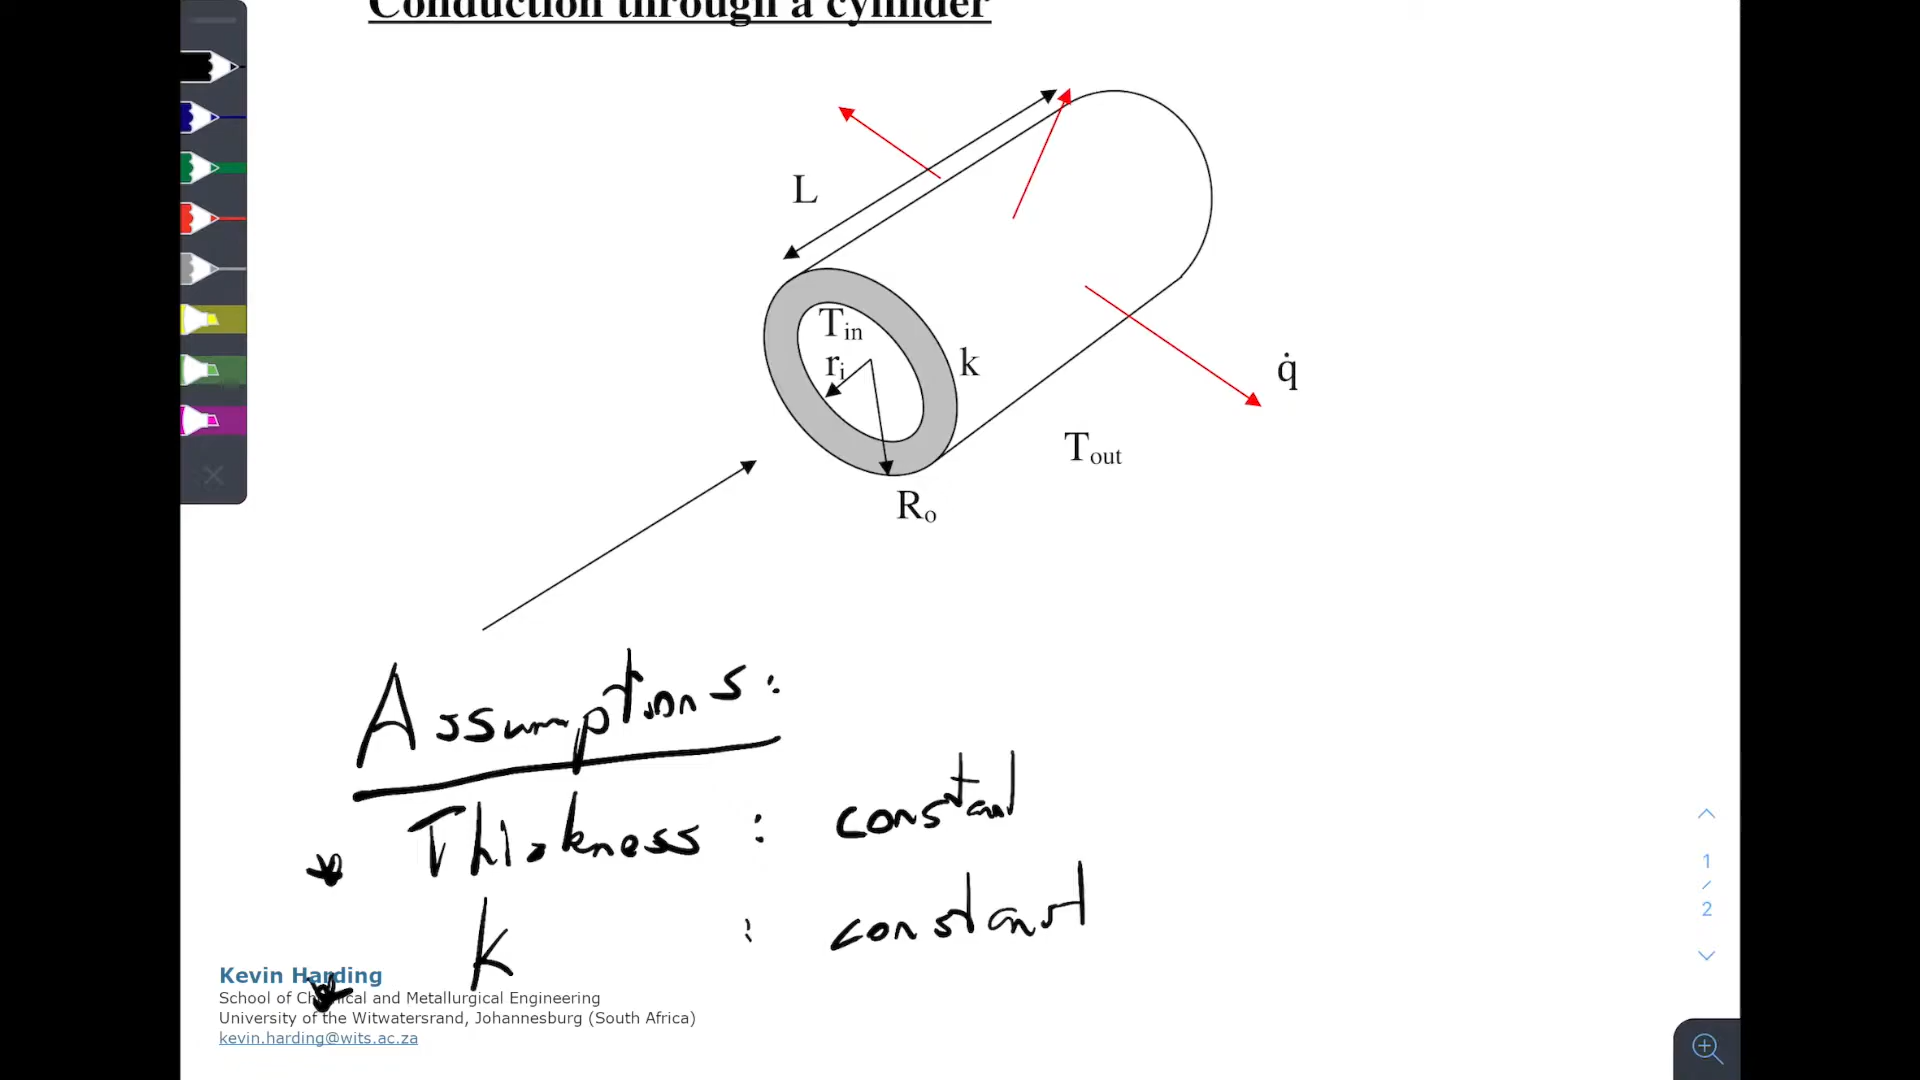 Conduction through a cylinder
L
Tin
ri
k
q̇
Tout
Ro
Assumptions:
Thickness : constant
k : constant
Kevin Harding
School of Chemical and Metallurgical Engineering
University of the Witwatersrand, Johannesburg (South Africa)
kevin.harding@wits.ac.za
1
/
2